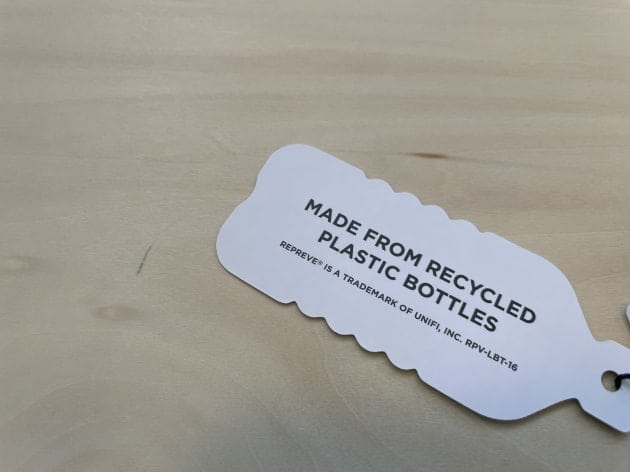 MADE FROM RECYCLED
PLASTIC BOTTLES
REPREVE® IS A TRADEMARK OF UNIFI, INC. RPV-LBT-16